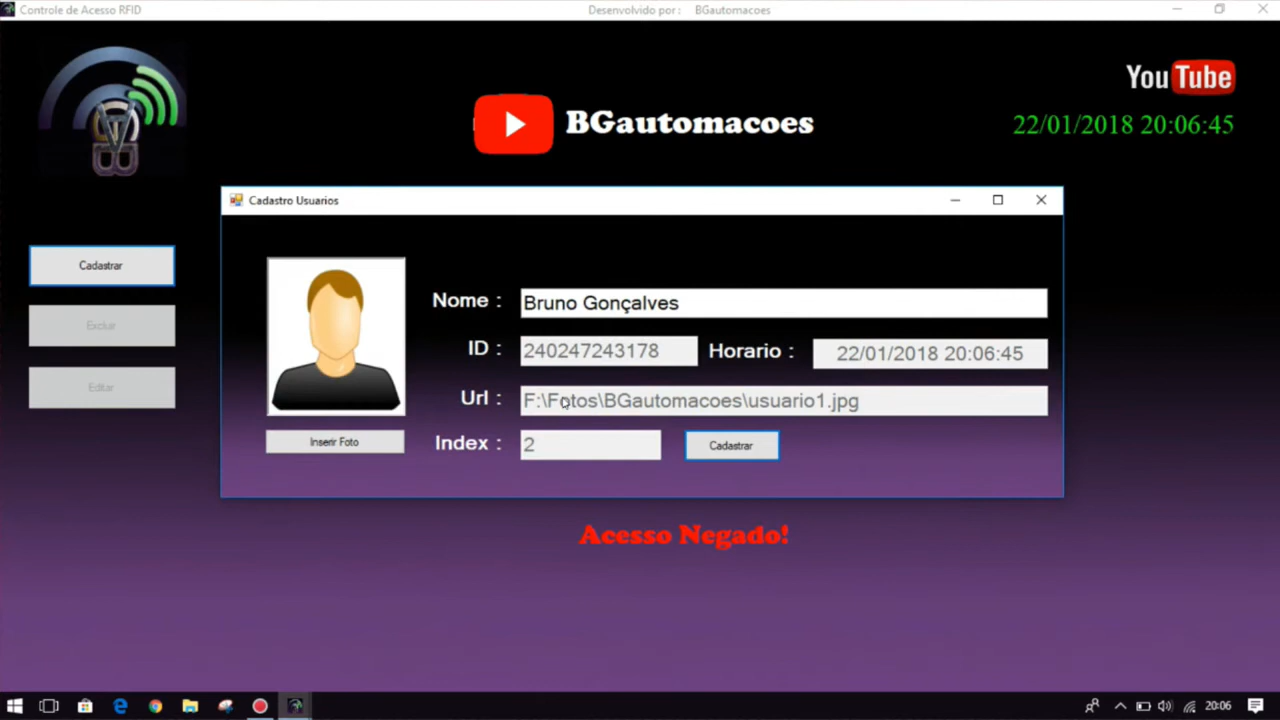 Controle de Acesso RFID
Desenvolvido por : BGautomacoes
YouTube
BGautomacoes
22/01/2018 20:06:45
Cadastro Usuarios
Cadastrar
Excluir
Editar
Nome : Bruno Gonçalves
ID : 240247243178 Horario : 22/01/2018 20:06:45
Url : F:\Fotos\BGautomacoes\usuario1.jpg
Inserir Foto
Index : 2
Cadastrar
Acesso Negado!
20:06